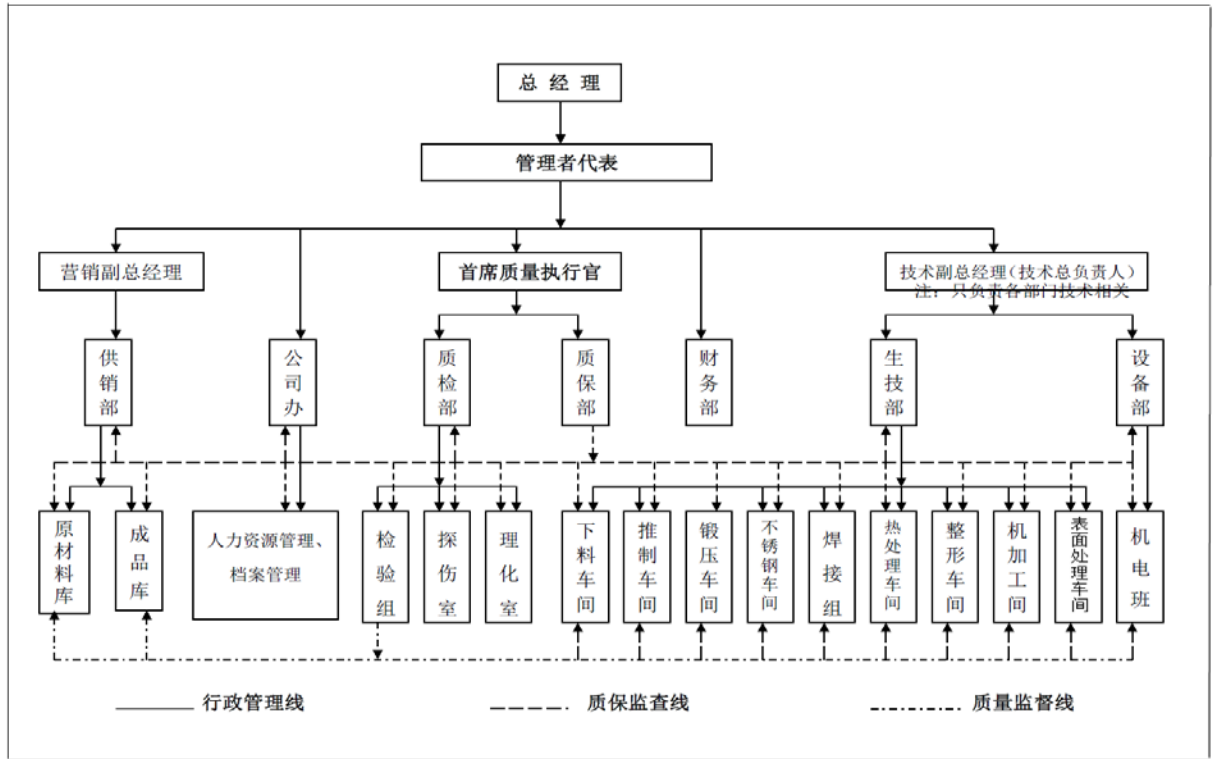 总 经 理
管理者代表
营销副总经理
首席质量执行官
技术副总经理（技术总负责人）
注：只负责各部门技术相关
供销部
公司办
质检部
质保部
财务部
生技部
设备部
原材料库
成品库
人力资源管理、
档案管理
检验组
探伤室
理化室
下料车间
推制车间
锻压车间
不锈钢车间
焊接组
热处理车间
整形车间
机加工间
表面处理车间
机电班
行政管理线
质保监查线
质量监督线